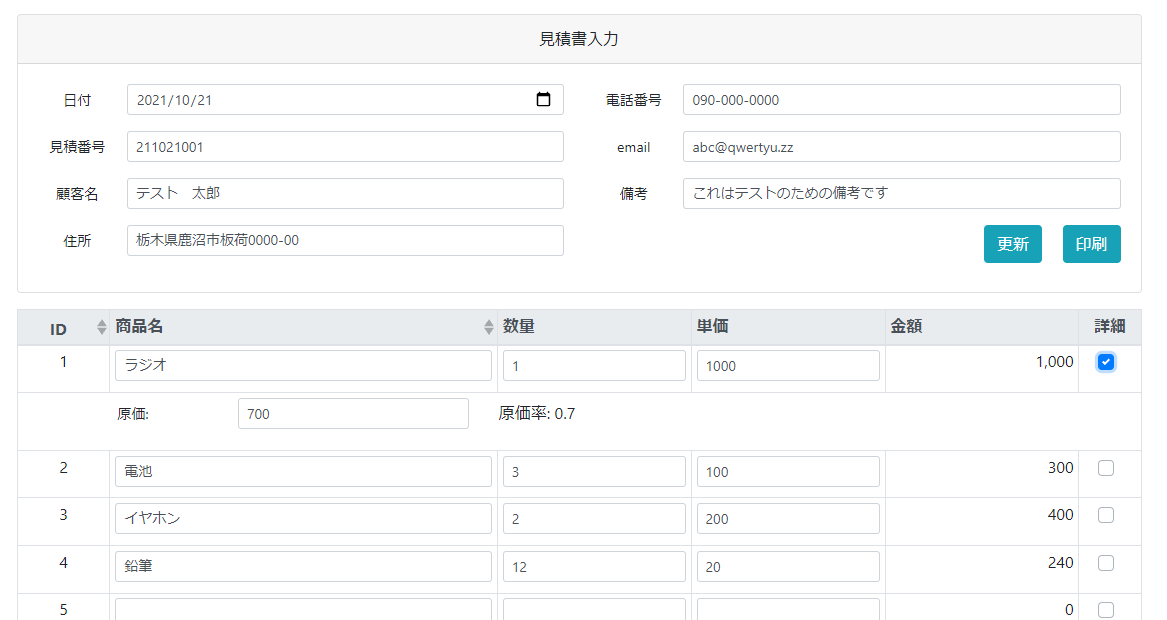 見積書入力
日付 2021/10/21 電話番号 090-000-0000
見積番号 211021001 email abc@qwertyu.zz
顧客名 テスト　太郎 備考 これはテストのための備考です
住所 栃木県鹿沼市板荷0000-00 更新 印刷
ID 商品名 数量 単価 金額 詳細
1 ラジオ 1 1000 1,000
原価: 700 原価率: 0.7
2 電池 3 100 300
3 イヤホン 2 200 400
4 鉛筆 12 20 240
5 0